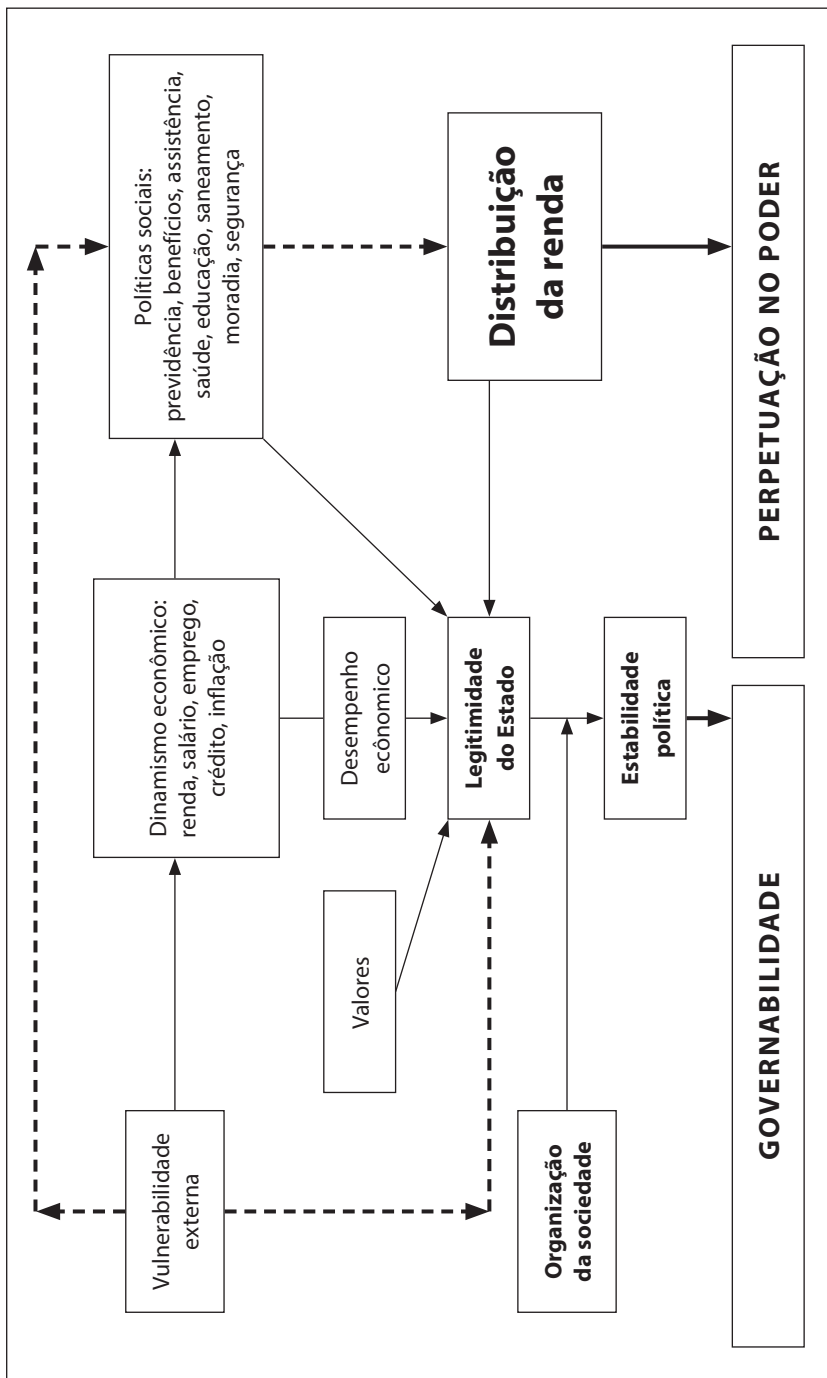 Vulnerabilidade
externa
Dinamismo econômico:
renda, salário, emprego,
crédito, inflação
Políticas sociais:
previdência, benefícios, assistência,
saúde, educação, saneamento,
moradia, segurança
Valores
Desempenho
ecônomico
Legitimidade
do Estado
Distribuição
da renda
Organização
da sociedade
Estabilidade
política
GOVERNABILIDADE
PERPETUAÇÃO NO PODER